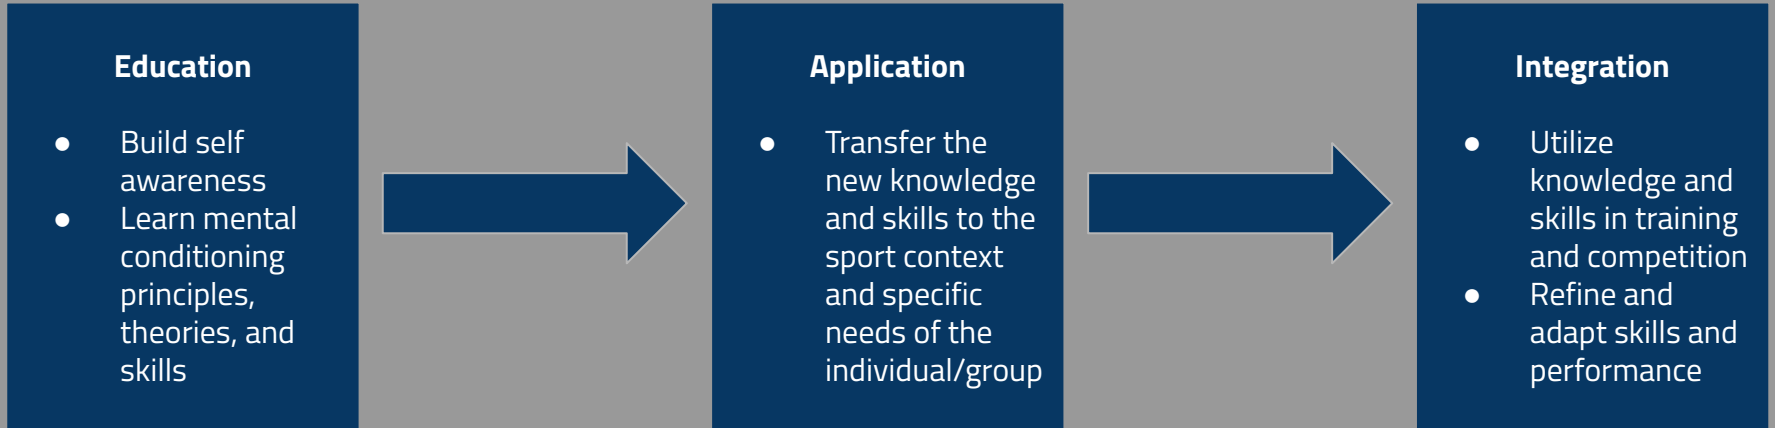 Education
● Build self
awareness
● Learn mental
conditioning
principles,
theories, and
skills
Application
● Transfer the
new knowledge
and skills to the
sport context
and specific
needs of the
individual/group
Integration
● Utilize
knowledge and
skills in training
and competition
● Refine and
adapt skills and
performance